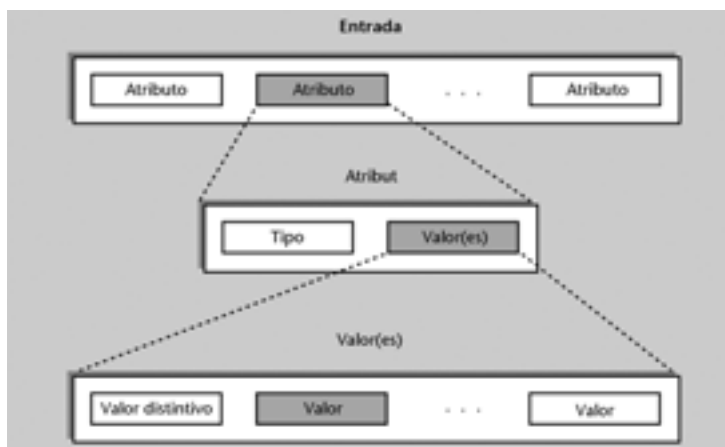 Entrada
Atributo Atributo . . . Atributo
Atribut
Tipo Valor(es)
Valor(es)
Valor distintivo Valor . . . Valor